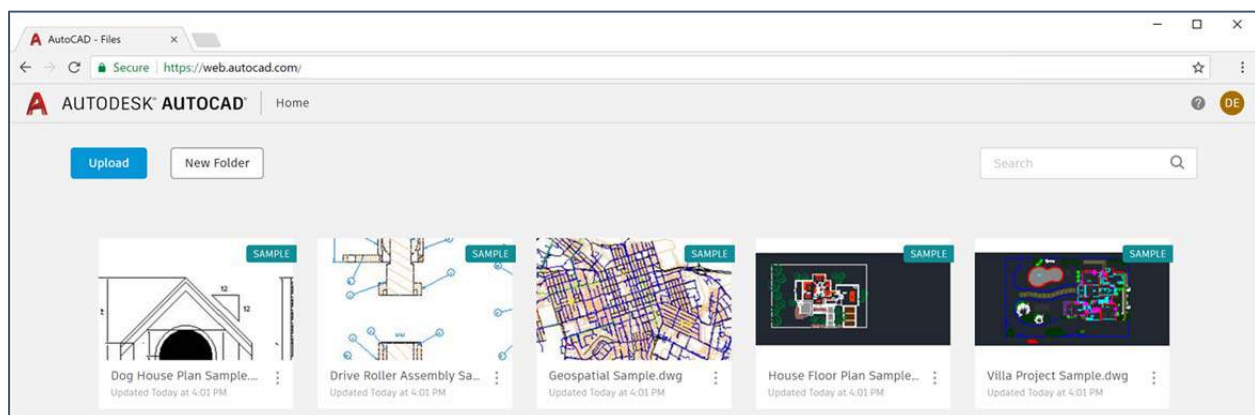 AutoCAD - Files
Secure https://web.autocad.com/
AUTODESK® AUTOCAD® Home DE
Upload New Folder Search
SAMPLE SAMPLE SAMPLE SAMPLE SAMPLE
12
12
Dog House Plan Sample.... Drive Roller Assembly Sa... Geospatial Sample.dwg House Floor Plan Sample... Villa Project Sample.dwg
Updated Today at 4:01 PM Updated Today at 4:01 PM Updated Today at 4:01 PM Updated Today at 4:01 PM Updated Today at 4:01 PM